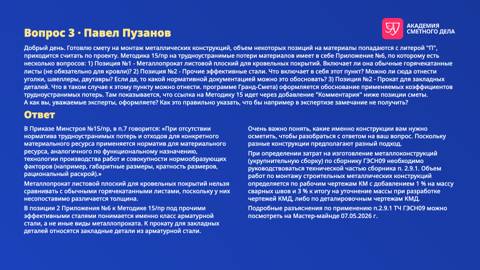 Вопрос 3 · Павел Пузанов
АКАДЕМИЯ
СМЕТНОГО ДЕЛА
Добрый день. Готовлю смету на монтаж металлических конструкций, объем некоторых позиций на материалы попадаются с литерой "П",
приходится считать по проекту. Методика 15/пр на трудноустранимые потери материалов имеет в себе Приложение №6, по которому есть
несколько вопросов: 1) Позиция №1 - Металлопрокат листовой плоский для кровельных покрытий. Включает ли она обычные горячекатанные
листы (не обязательно для кровли)? 2) Позиция №2 - Прочие эффективные стали. Что включает в себя этот пункт? Можно ли сюда отнести
уголки, швеллеры, двутавры? Если да, то какой нормативной документацией можно это обосновать? 3) Позиция №2 - Прокат для закладных
деталей. Что в таком случае к этому пункту можно отнести. программе Гранд-Смета) оформляется обоснование примененных коэффициентов
трудноустранимых потерь. Там показывается, что ссылка на Методику 15 идет через добавление "Комментария" ниже позиции сметы.
А как вы, уважаемые эксперты, оформляете? Как это правильно указать, что бы например в экспертизе замечание не получить?
Ответ
В Приказе Минстроя №15/пр, в п.7 говорится: «При отсутствии
норматива трудноустранимых потерь и отходов для конкретного
материального ресурса применяется норматив для материального
ресурса, аналогичного по функциональному назначению,
технологии производства работ и совокупности нормообразующих
факторов (например, габаритные размеры, кратность размеров,
рациональный раскрой).»
Металлопрокат листовой плоский для кровельных покрытий нельзя
сравнивать с обычными горячекатанными листами, поскольку у них
несопоставимо различается толщина.
В позиции 2 Приложения №6 к Методике 15/пр под прочими
эффективными сталями понимается именно класс арматурной
стали, а не иные виды металлопроката. К прокату для закладных
деталей относятся закладные детали из арматурной стали.
Очень важно понять, какие именно конструкции вам нужно
осметить, чтобы разобраться с ответом на ваш вопрос. Поскольку
разные конструкции предполагают разный подход.
При определении затрат на изготовление металлоконструкций
(укрупнительную сборку) по сборнику ГЭСН09 необходимо
руководствоваться технической частью сборника п. 2.9.1. Объем
работ по монтажу строительных металлических конструкций
определяется по рабочим чертежам КМ с добавлением 1 % на массу
сварных швов и 3 % к итогу на уточнение массы при разработке
чертежей КМД, либо по деталировочным чертежам КМД.
Подробные разъяснения по применению п.2.9.1 ТЧ ГЭСН09 можно
посмотреть на Мастер-майнде 07.05.2026 г.